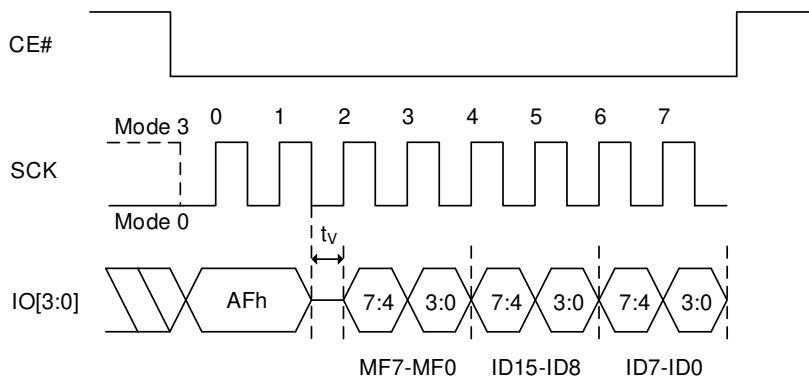 CE#
Mode 3
0 1 2 3 4 5 6 7
SCK
Mode 0
tV
IO[3:0]
AFh
7:4 3:0 7:4 3:0 7:4 3:0
MF7-MF0 ID15-ID8 ID7-ID0